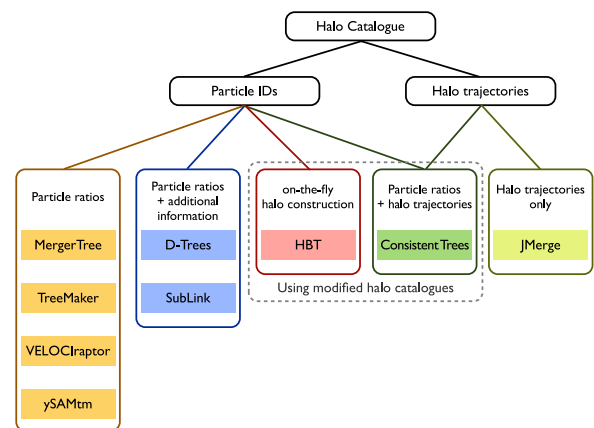 Halo Catalogue
Particle IDs
Halo trajectories
Particle ratios
MergerTree
TreeMaker
VELOCIraptor
ySAMtm
Particle ratios
+ additional
information
D-Trees
SubLink
on-the-fly
halo construction
HBT
Particle ratios
+ halo trajectories
ConsistentTrees
Using modified halo catalogues
Halo trajectories
only
JMerge